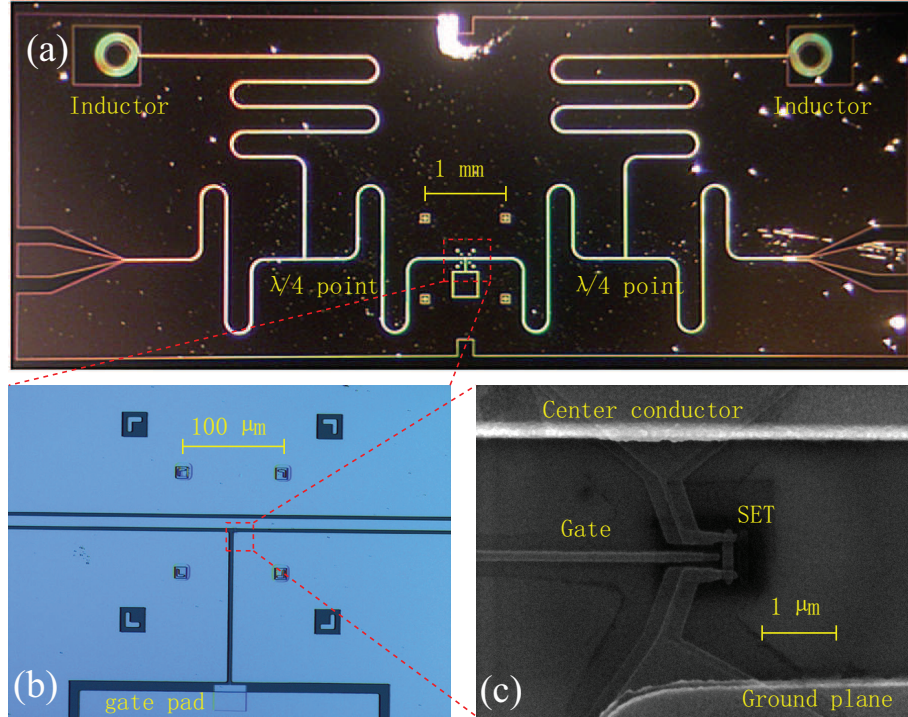 (a)
Inductor
Inductor
1 mm
λ/4 point
λ/4 point
(b)
100 μm
gate pad
(c)
Center conductor
Gate
SET
1 μm
Ground plane